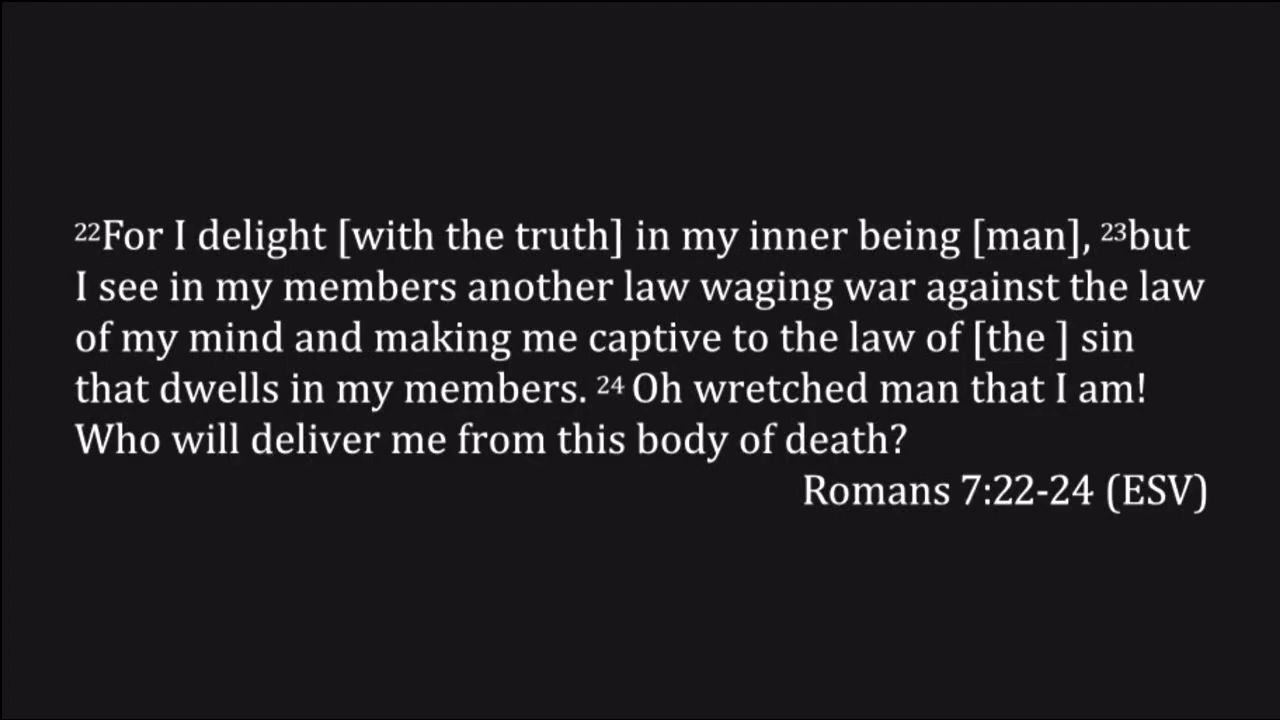 22For I delight [with the truth] in my inner being [man], 23but
I see in my members another law waging war against the law
of my mind and making me captive to the law of [the ] sin
that dwells in my members. 24 Oh wretched man that I am!
Who will deliver me from this body of death?
Romans 7:22-24 (ESV)